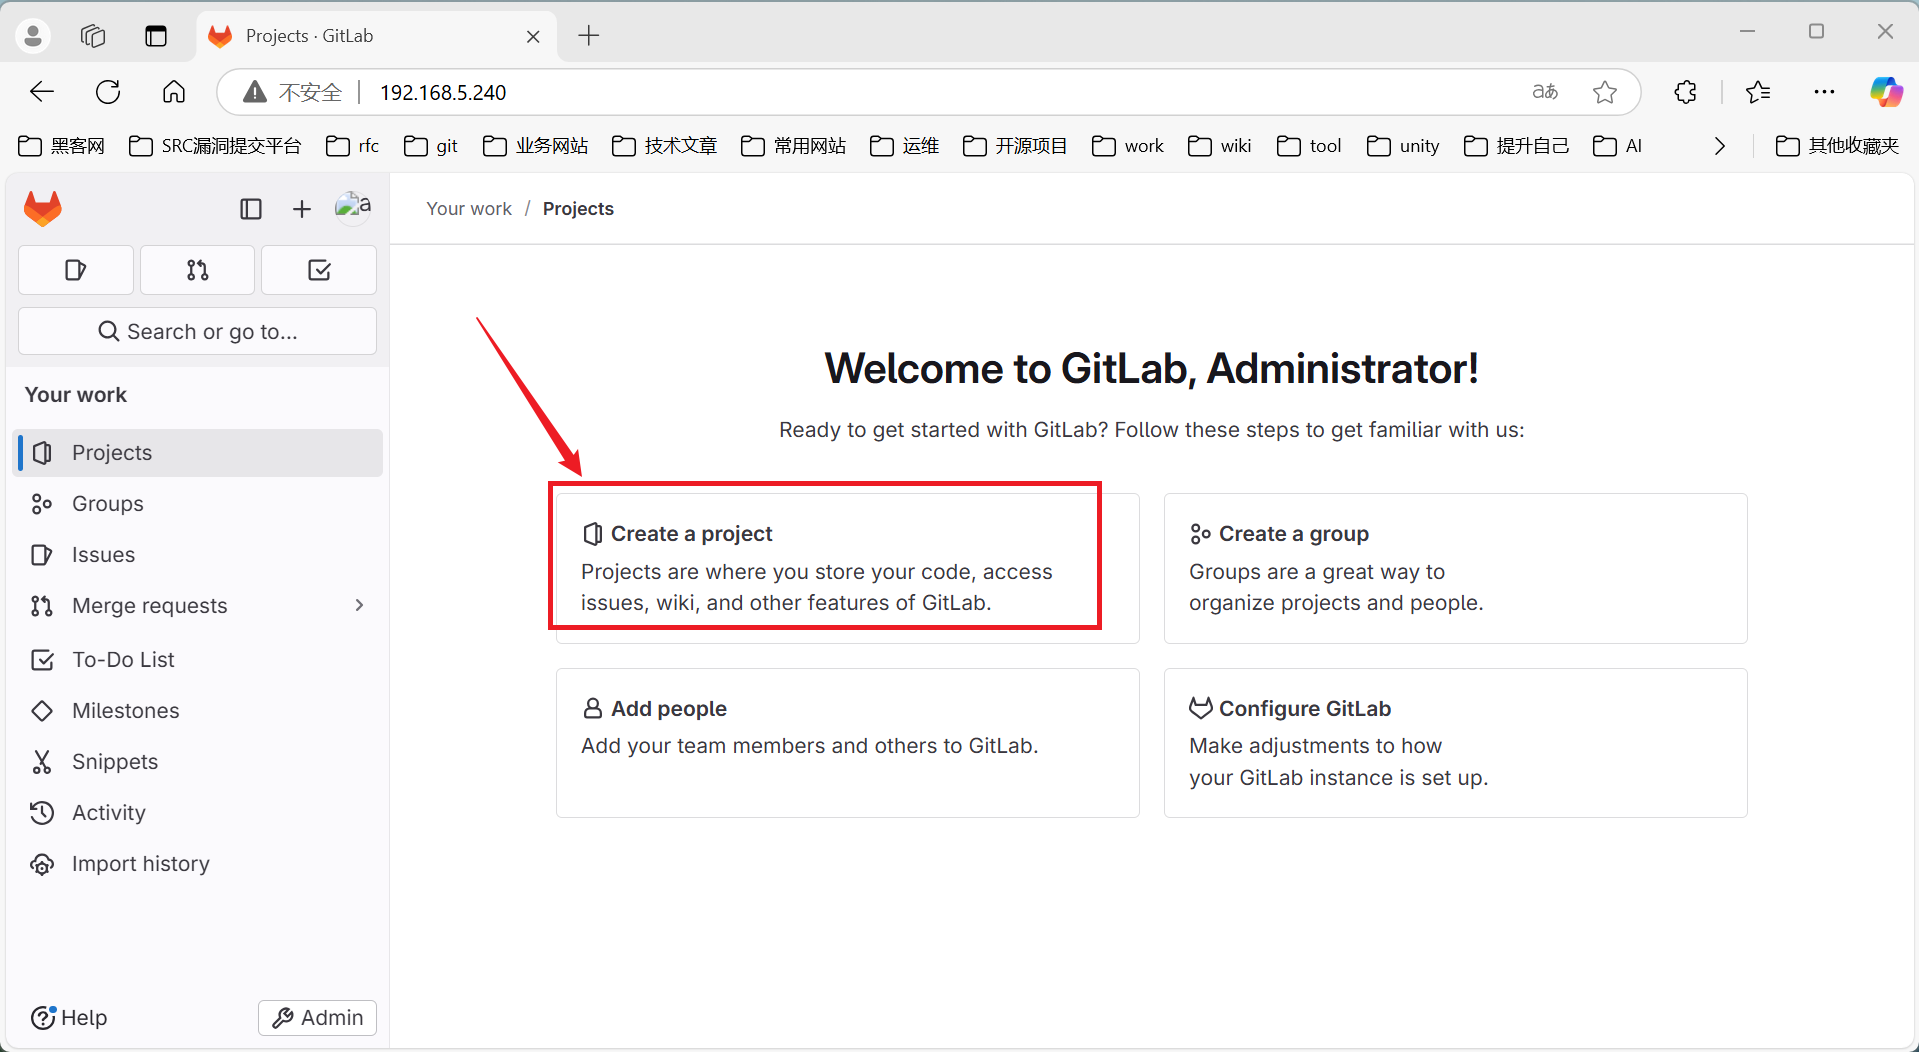 Projects · GitLab
不安全 192.168.5.240 aあ
黑客网 SRC漏洞提交平台 rfc git 业务网站 技术文章 常用网站 运维 开源项目 work wiki tool unity 提升自己 AI 其他收藏夹
a
Your work / Projects
Search or go to...
Your work
Projects
Groups
Issues
Merge requests
To-Do List
Milestones
Snippets
Activity
Import history
Help
Admin
Welcome to GitLab, Administrator!
Ready to get started with GitLab? Follow these steps to get familiar with us:
Create a project
Projects are where you store your code, access
issues, wiki, and other features of GitLab.
Create a group
Groups are a great way to
organize projects and people.
Add people
Add your team members and others to GitLab.
Configure GitLab
Make adjustments to how
your GitLab instance is set up.